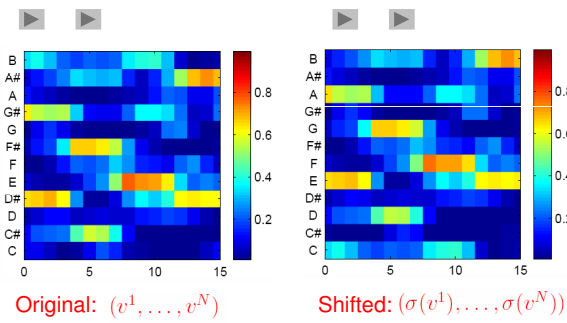 B
A#
A
G#
G
F#
F
E
D#
D
C#
C
0 5 10 15
0.8
0.6
0.4
0.2
Original: (v¹, . . . , vᴺ)
B
A#
A
G#
G
F#
F
E
D#
D
C#
C
0 5 10 15
Shifted: (σ(v¹), . . . , σ(vᴺ))